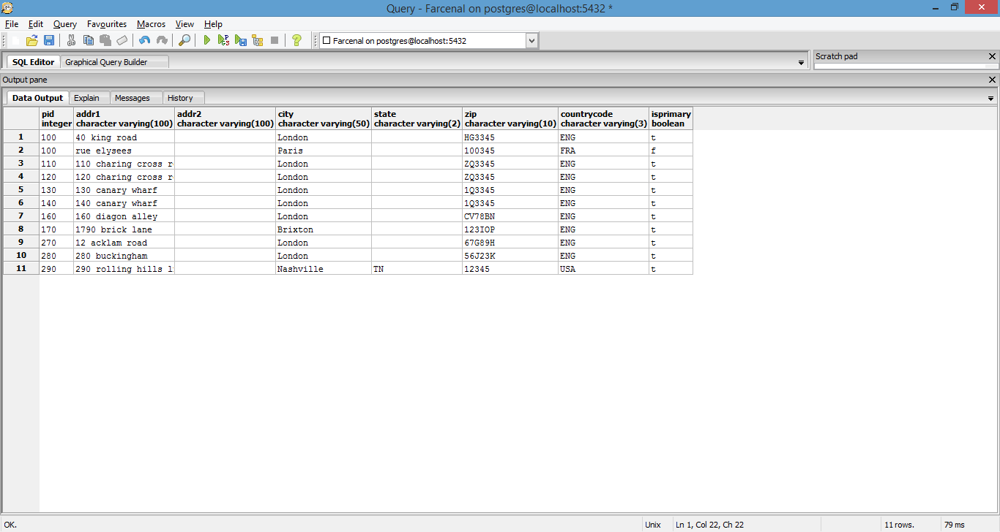 Query - Farcenal on postgres@localhost:5432 *
File Edit Query Favourites Macros View Help
Farcenal on postgres@localhost:5432
SQL Editor Graphical Query Builder Scratch pad
Output pane
Data Output Explain Messages History
pid addr1 addr2 city state zip countrycode isprimary
integer character varying(100) character varying(100) character varying(50) character varying(2) character varying(10) character varying(3) boolean
1 100 40 king road London HG3345 ENG t
2 100 rue elysees Paris 100345 FRA f
3 110 110 charing cross r London ZQ3345 ENG t
4 120 120 charing cross r London ZQ3345 ENG t
5 130 130 canary wharf London 1Q3345 ENG t
6 140 140 canary wharf London 1Q3345 ENG t
7 160 160 diagon alley London CV78BN ENG t
8 170 1790 brick lane Brixton 123IOP ENG t
9 270 12 acklam road London 67G89H ENG t
10 280 280 buckingham London 56J23K ENG t
11 290 290 rolling hills l Nashville TN 12345 USA t
OK. Unix Ln 1, Col 22, Ch 22 11 rows. 79 ms